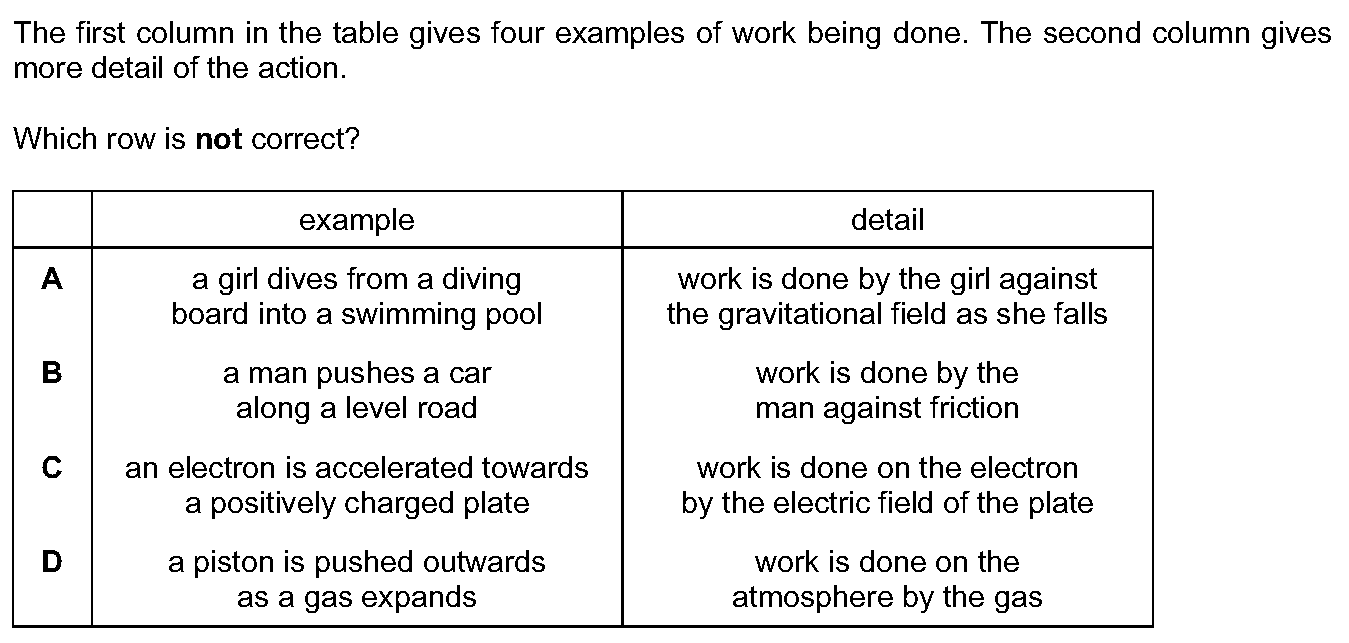 The first column in the table gives four examples of work being done. The second column gives
more detail of the action.
Which row is not correct?
example detail
A a girl dives from a diving work is done by the girl against
board into a swimming pool the gravitational field as she falls
B a man pushes a car work is done by the
along a level road man against friction
C an electron is accelerated towards work is done on the electron
a positively charged plate by the electric field of the plate
D a piston is pushed outwards work is done on the
as a gas expands atmosphere by the gas